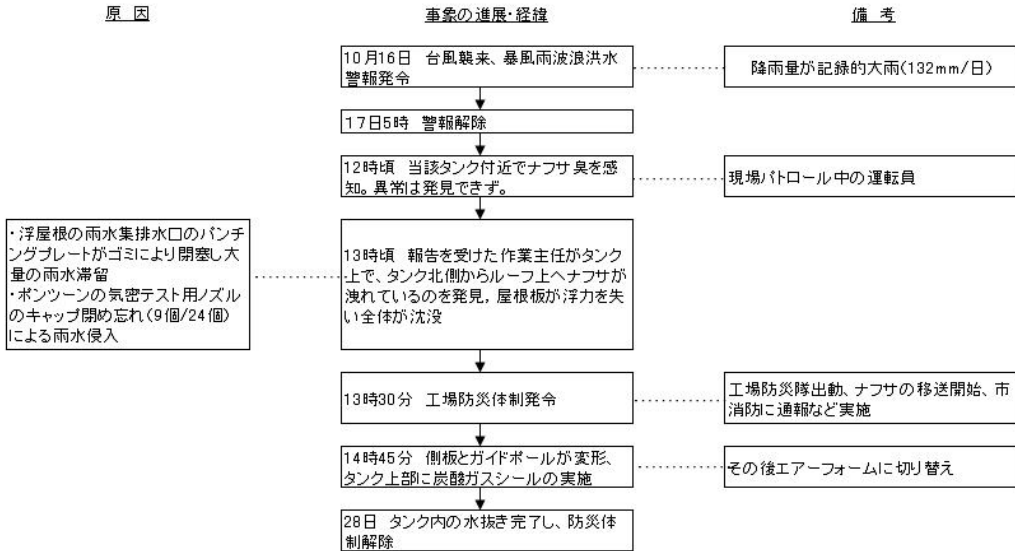 原 因
事象の進展・経緯
備 考
10月16日 台風襲来、暴風雨波浪洪水
警報発令
降雨量が記録的大雨(132mm/日)
17日5時 警報解除
12時頃 当該タンク付近でナフサ臭を感
知。異常は発見できず。
現場パトロール中の運転員
・浮屋根の雨水集排水口のパンチ
ングプレートがゴミにより閉塞し大
量の雨水滞留
・ポンツーンの気密テスト用ノズル
のキャップ閉め忘れ(9個/24個)
による雨水侵入
13時頃 報告を受けた作業主任がタンク
上で、タンク北側からルーフ上へナフサが
洩れているのを発見，屋根板が浮力を失
い全体が沈没
13時30分 工場防災体制発令
工場防災隊出動、ナフサの移送開始、市
消防に通報など実施
14時45分 側板とガイドポールが変形、
タンク上部に炭酸ガスシールの実施
その後エアーフォームに切り替え
28日 タンク内の水抜き完了し、防災体
制解除